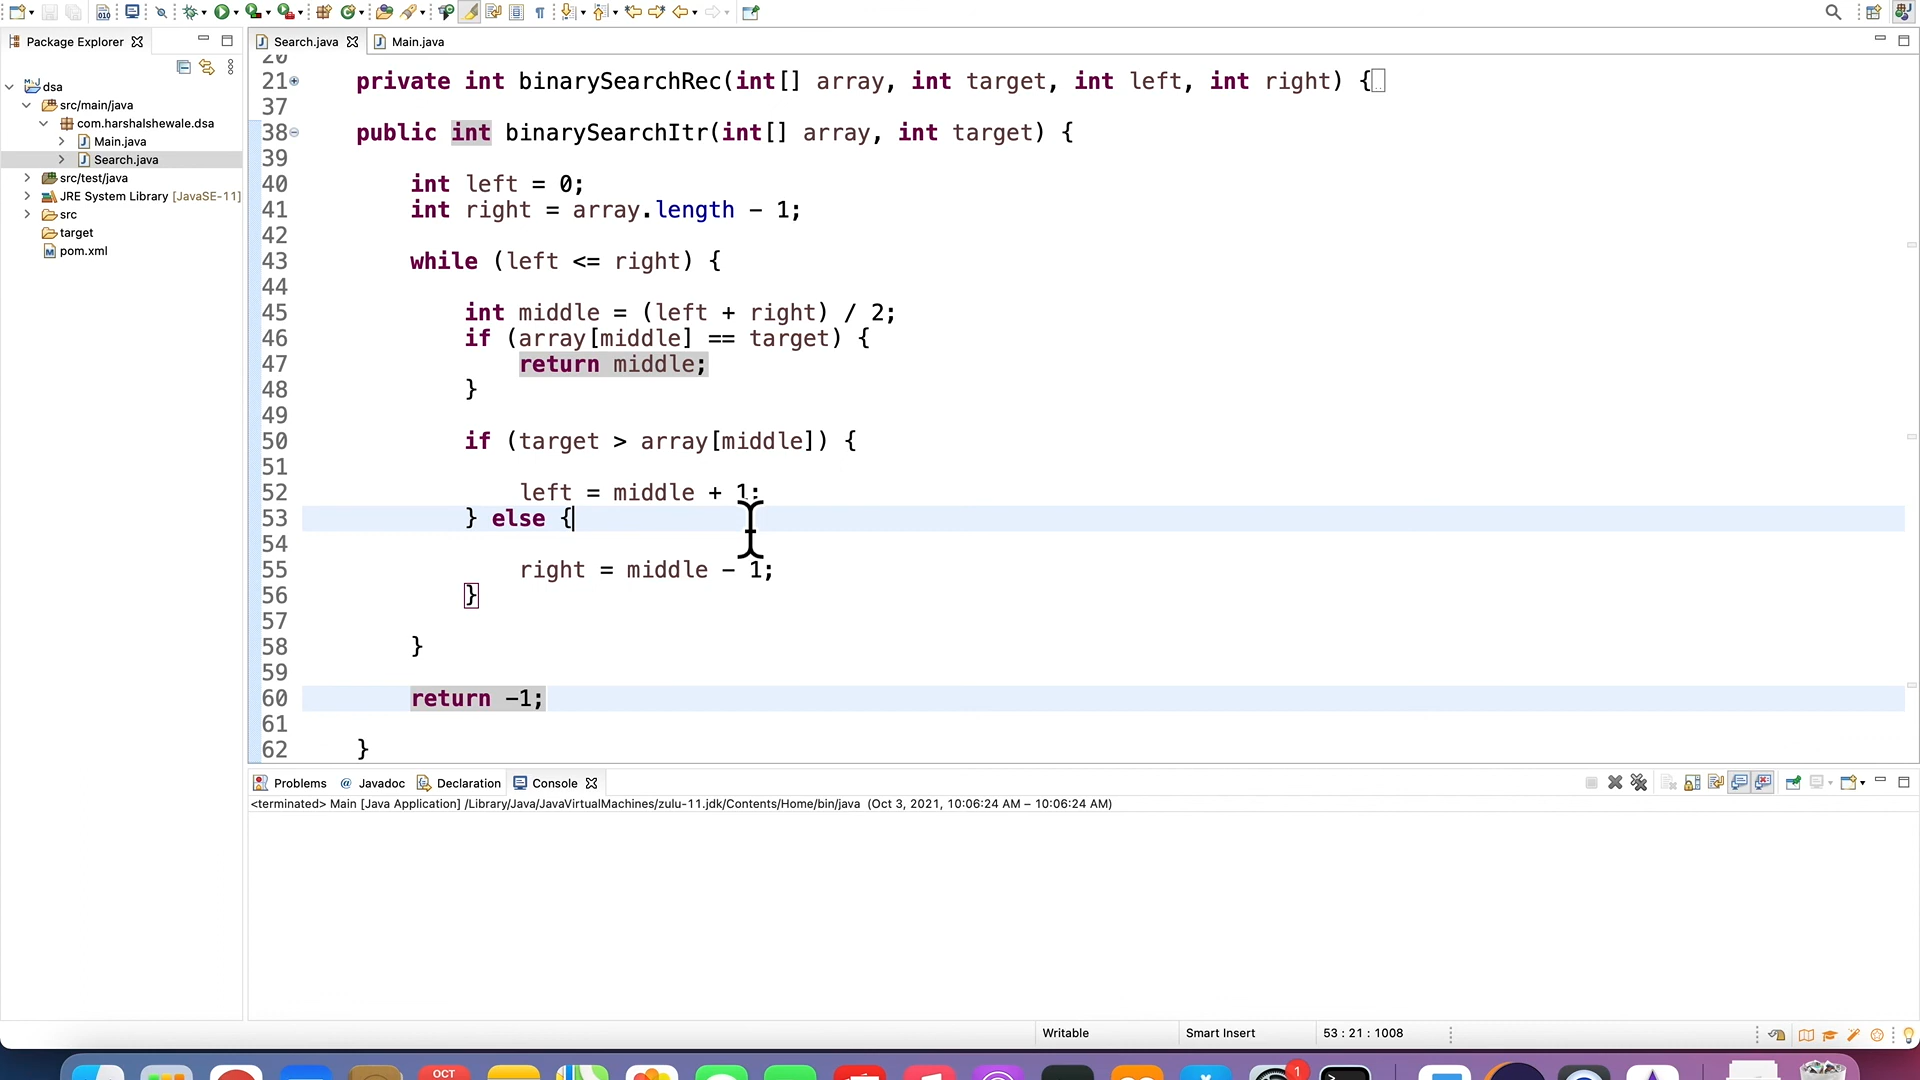 Package Explorer
dsa
src/main/java
com.harshalshewale.dsa
Main.java
Search.java
src/test/java
JRE System Library [JavaSE-11]
src
target
pom.xml
Search.java
Main.java
20
21 private int binarySearchRec(int[] array, int target, int left, int right) {
37
38 public int binarySearchItr(int[] array, int target) {
39
40 int left = 0;
41 int right = array.length - 1;
42
43 while (left <= right) {
44
45 int middle = (left + right) / 2;
46 if (array[middle] == target) {
47 return middle;
48 }
49
50 if (target > array[middle]) {
51
52 left = middle + 1;
53 } else {
54
55 right = middle - 1;
56 }
57
58 }
59
60 return -1;
61
62 }
Problems @ Javadoc Declaration Console
<terminated> Main [Java Application] /Library/Java/JavaVirtualMachines/zulu-11.jdk/Contents/Home/bin/java (Oct 3, 2021, 10:06:24 AM – 10:06:24 AM)
Writable Smart Insert 53 : 21 : 1008
OCT
1